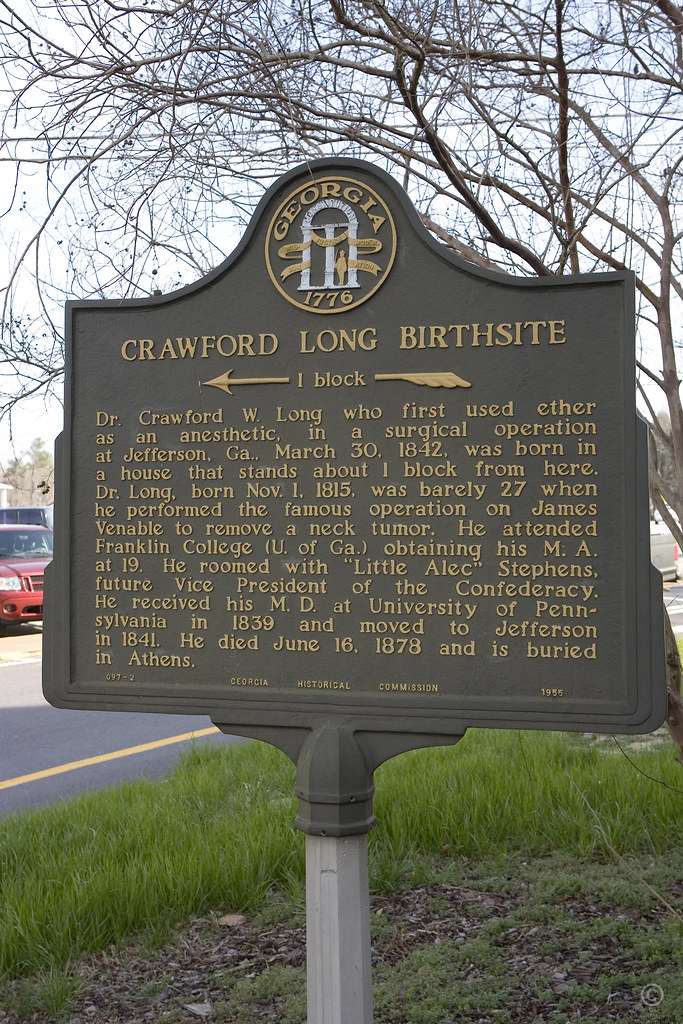 GEORGIA
1776
CRAWFORD LONG BIRTHSITE
1 block
Dr. Crawford W. Long who first used ether
as an anesthetic, in a surgical operation
at Jefferson, Ga., March 30, 1842, was born in
a house that stands about 1 block from here.
Dr. Long, born Nov. 1, 1815, was barely 27 when
he performed the famous operation on James
Venable to remove a neck tumor. He attended
Franklin College (U. of Ga.) obtaining his M. A.
at 19. He roomed with "Little Alec" Stephens,
future Vice President of the Confederacy.
He received his M. D. at University of Penn-
sylvania in 1839 and moved to Jefferson
in 1841. He died June 16, 1878 and is buried
in Athens.
097-2 GEORGIA HISTORICAL COMMISSION 1955
©